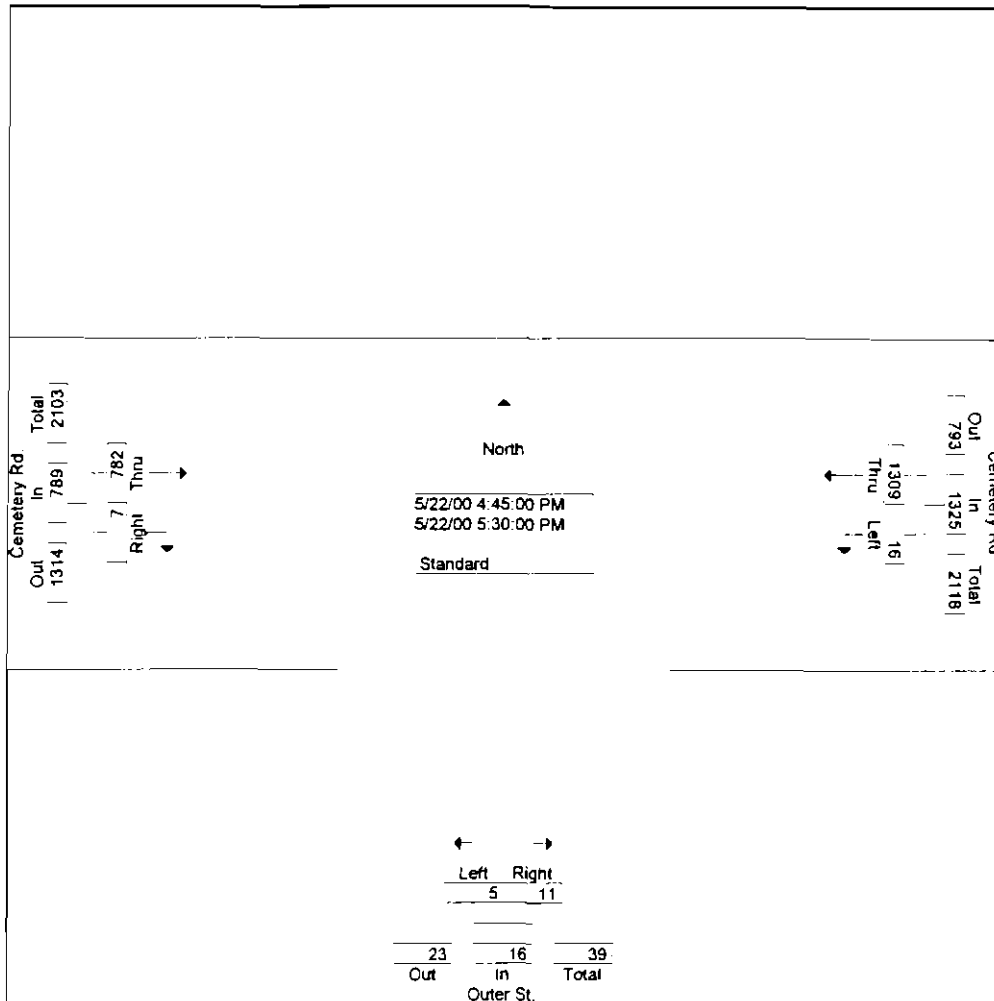 North
5/22/00 4:45:00 PM
5/22/00 5:30:00 PM
Standard
Cemetery Rd.
Out In Total
1314 789 2103
Right Thru
7 782
Cemetery Rd
Out In Total
793 1325 2118
Thru Left
1309 16
Left Right
5 11
23 16 39
Out In Total
Outer St.